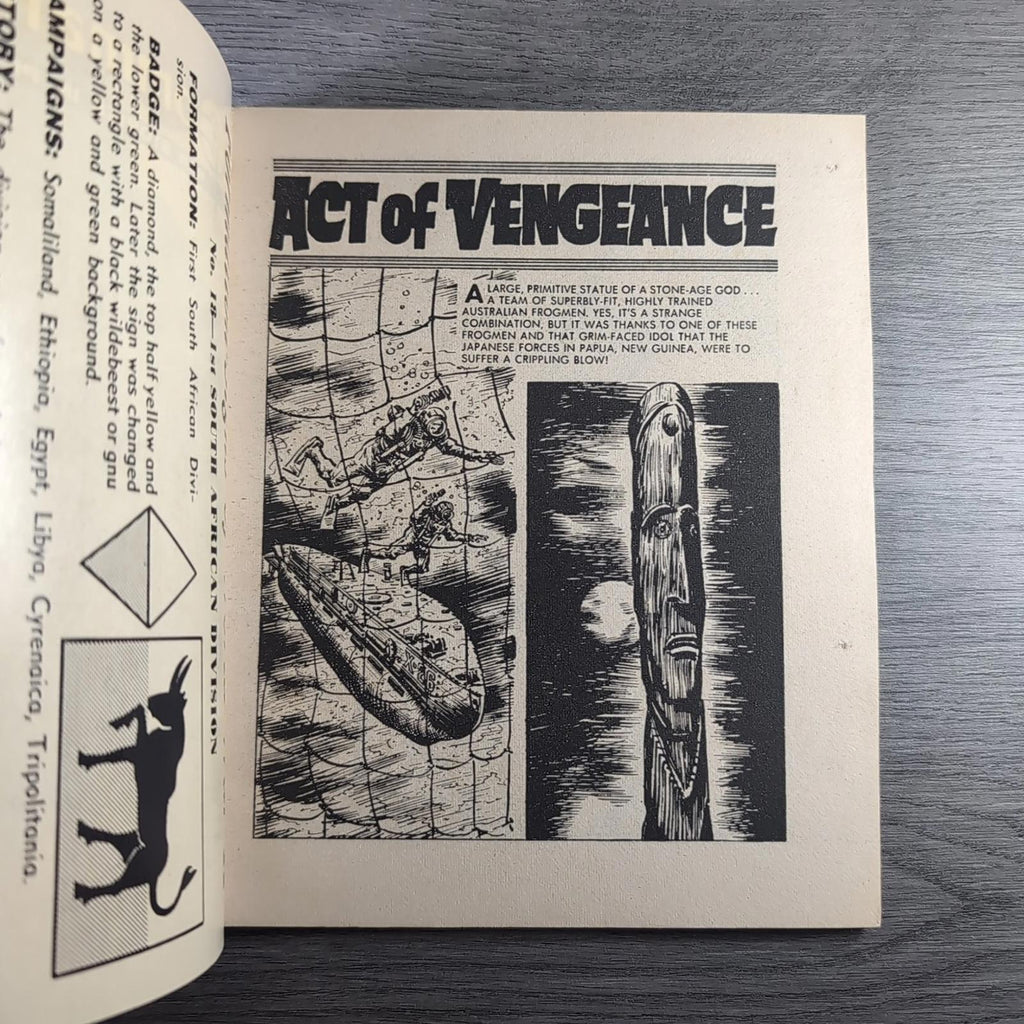 No. 18—1st SOUTH AFRICAN DIVISION
FORMATION: First South African Divi-
sion.
BADGE: A diamond, the top half yellow and
the lower green. Later the sign was changed
to a rectangle with a black wildebeest or gnu
on a yellow and green background.
AMPAIGNS: Somaliland, Ethiopia, Egypt, Libya, Cyrenaica, Tripolitania.
TORY: The division
ACT of VENGEANCE
A LARGE, PRIMITIVE STATUE OF A STONE-AGE GOD . . .
A TEAM OF SUPERBLY-FIT, HIGHLY TRAINED
AUSTRALIAN FROGMEN. YES, IT'S A STRANGE
COMBINATION, BUT IT WAS THANKS TO ONE OF THESE
FROGMEN AND THAT GRIM-FACED IDOL THAT THE
JAPANESE FORCES IN PAPUA, NEW GUINEA, WERE TO
SUFFER A CRIPPLING BLOW!